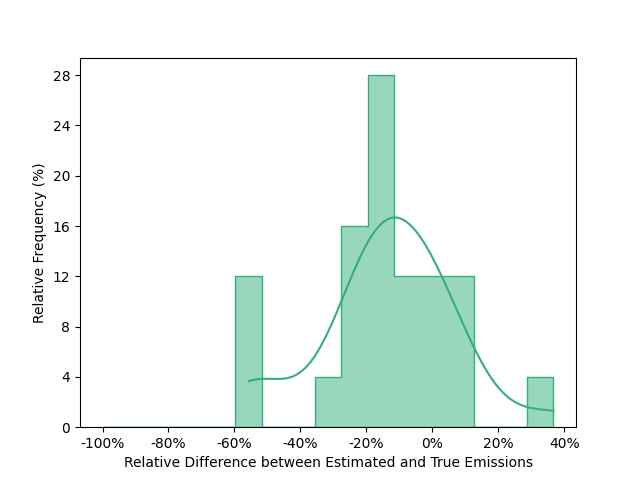 28
24
20
16
12
8
4
0
Relative Frequency (%)
-100% -80% -60% -40% -20% 0% 20% 40%
Relative Difference between Estimated and True Emissions